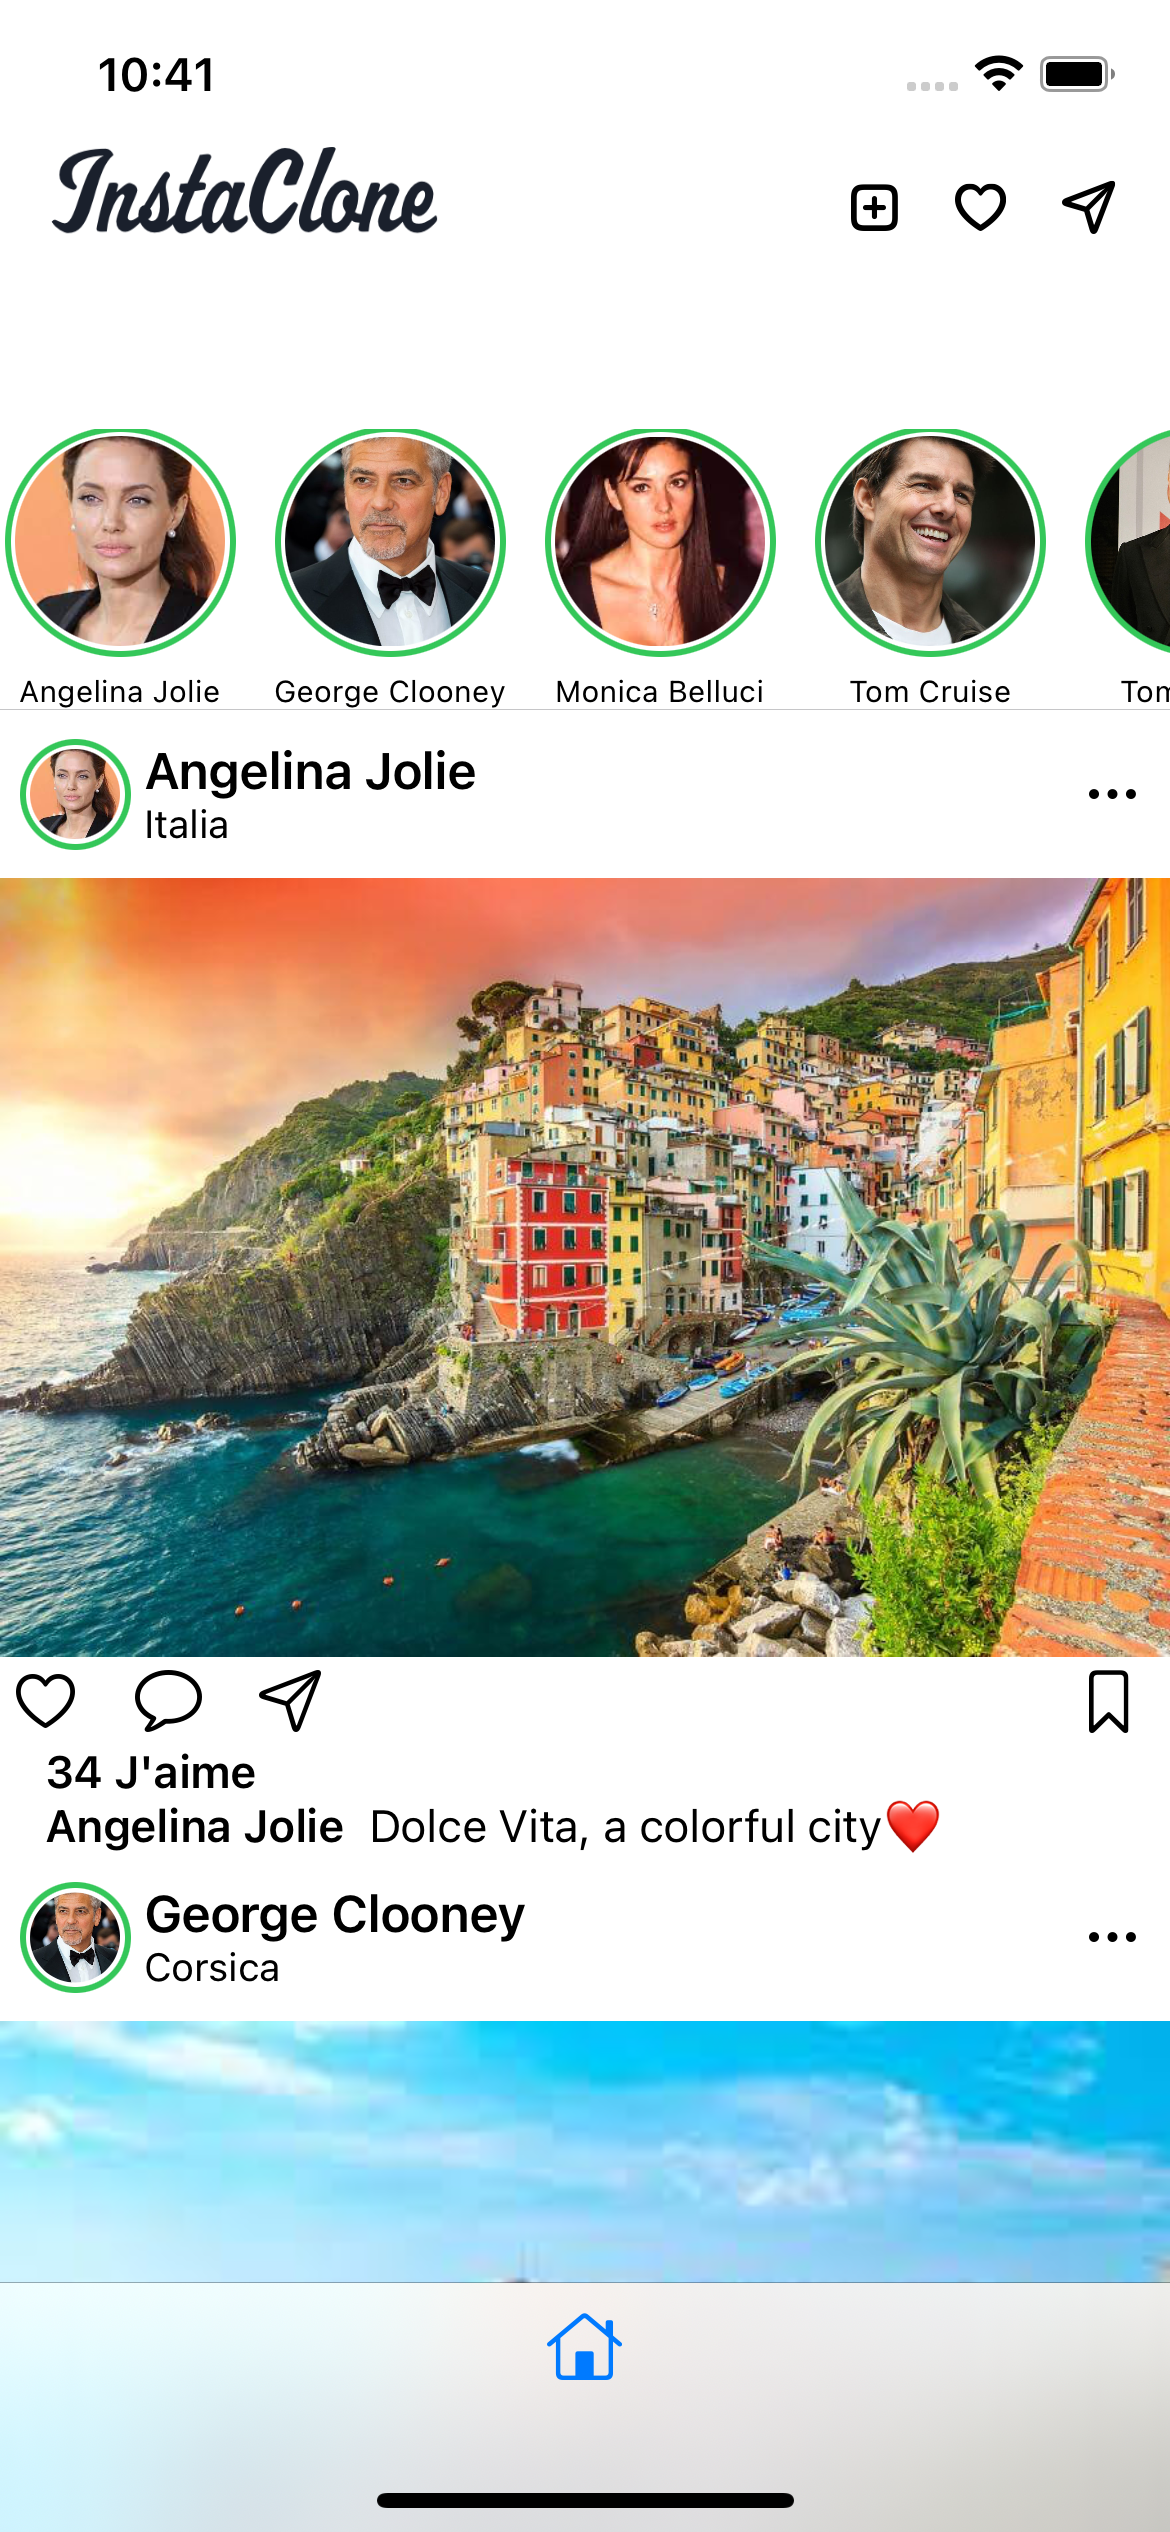 10:41
InstaClone
Angelina Jolie George Clooney Monica Belluci Tom Cruise Tom
Angelina Jolie
Italia
34 J'aime
Angelina Jolie Dolce Vita, a colorful city❤️
George Clooney
Corsica